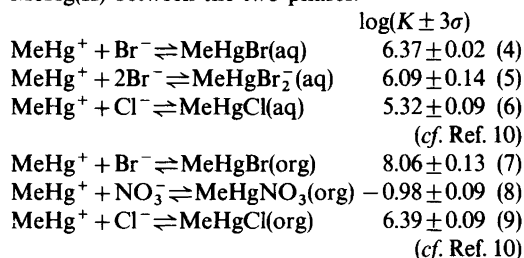 MeHg(II) between the two phases.
log(K ± 3σ)
MeHg⁺ + Br⁻ ⇌ MeHgBr(aq) 6.37 ± 0.02 (4)
MeHg⁺ + 2Br⁻ ⇌ MeHgBr₂⁻(aq) 6.09 ± 0.14 (5)
MeHg⁺ + Cl⁻ ⇌ MeHgCl(aq) 5.32 ± 0.09 (6)
(cf. Ref. 10)
MeHg⁺ + Br⁻ ⇌ MeHgBr(org) 8.06 ± 0.13 (7)
MeHg⁺ + NO₃⁻ ⇌ MeHgNO₃(org) −0.98 ± 0.09 (8)
MeHg⁺ + Cl⁻ ⇌ MeHgCl(org) 6.39 ± 0.09 (9)
(cf. Ref. 10)